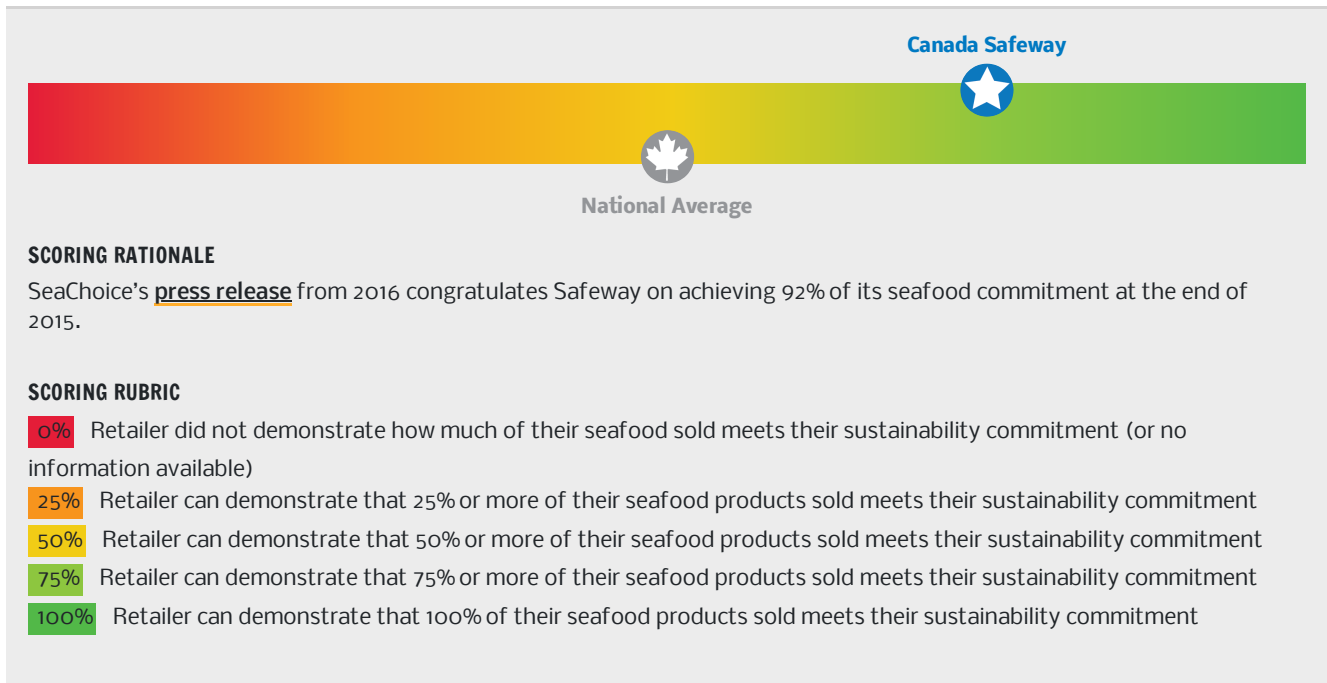 Canada Safeway
National Average
SCORING RATIONALE
SeaChoice’s press release from 2016 congratulates Safeway on achieving 92% of its seafood commitment at the end of
2015.
SCORING RUBRIC
0% Retailer did not demonstrate how much of their seafood sold meets their sustainability commitment (or no
information available)
25% Retailer can demonstrate that 25% or more of their seafood products sold meets their sustainability commitment
50% Retailer can demonstrate that 50% or more of their seafood products sold meets their sustainability commitment
75% Retailer can demonstrate that 75% or more of their seafood products sold meets their sustainability commitment
100% Retailer can demonstrate that 100% of their seafood products sold meets their sustainability commitment